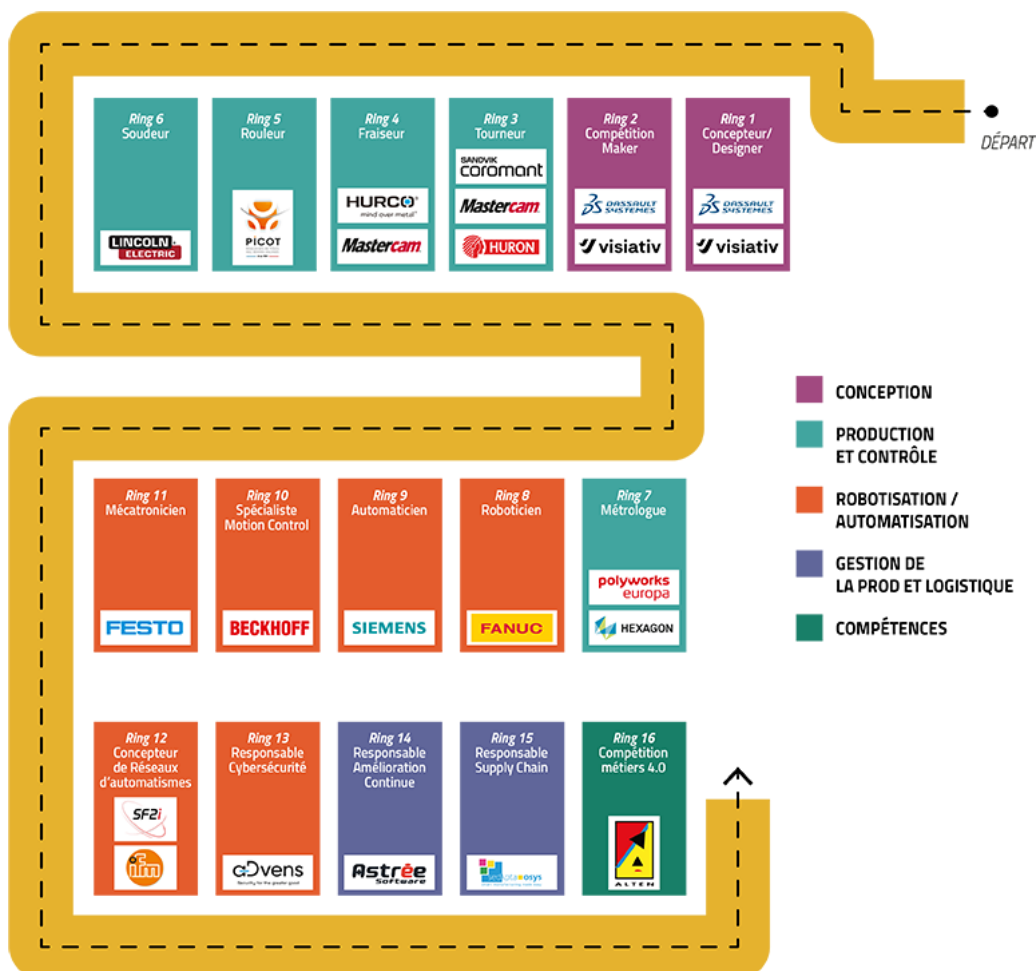 DÉPART
Ring 6
Soudeur
LINCOLN
ELECTRIC
Ring 5
Rouleur
PICOT
Ring 4
Fraiseur
HURCO
mind over metal
Mastercam
Ring 3
Tourneur
SANDVIK
coromant
Mastercam
HURON
Ring 2
Compétition
Maker
DASSAULT
SYSTEMES
visiativ
Ring 1
Concepteur/
Designer
DASSAULT
SYSTEMES
visiativ
CONCEPTION
PRODUCTION
ET CONTRÔLE
ROBOTISATION /
AUTOMATISATION
GESTION DE
LA PROD ET LOGISTIQUE
COMPÉTENCES
Ring 11
Mécatronicien
FESTO
Ring 10
Spécialiste
Motion Control
BECKHOFF
Ring 9
Automaticien
SIEMENS
Ring 8
Roboticien
FANUC
Ring 7
Métrologue
polyworks
europa
HEXAGON
Ring 12
Concepteur
de Réseaux
d'automatismes
SF2i
ifm
Ring 13
Responsable
Cybersécurité
aDvens
Security for the greater good
Ring 14
Responsable
Amélioration
Continue
Astrée
Software
Ring 15
Responsable
Supply Chain
Ring 16
Compétition
métiers 4.0
ALTEN